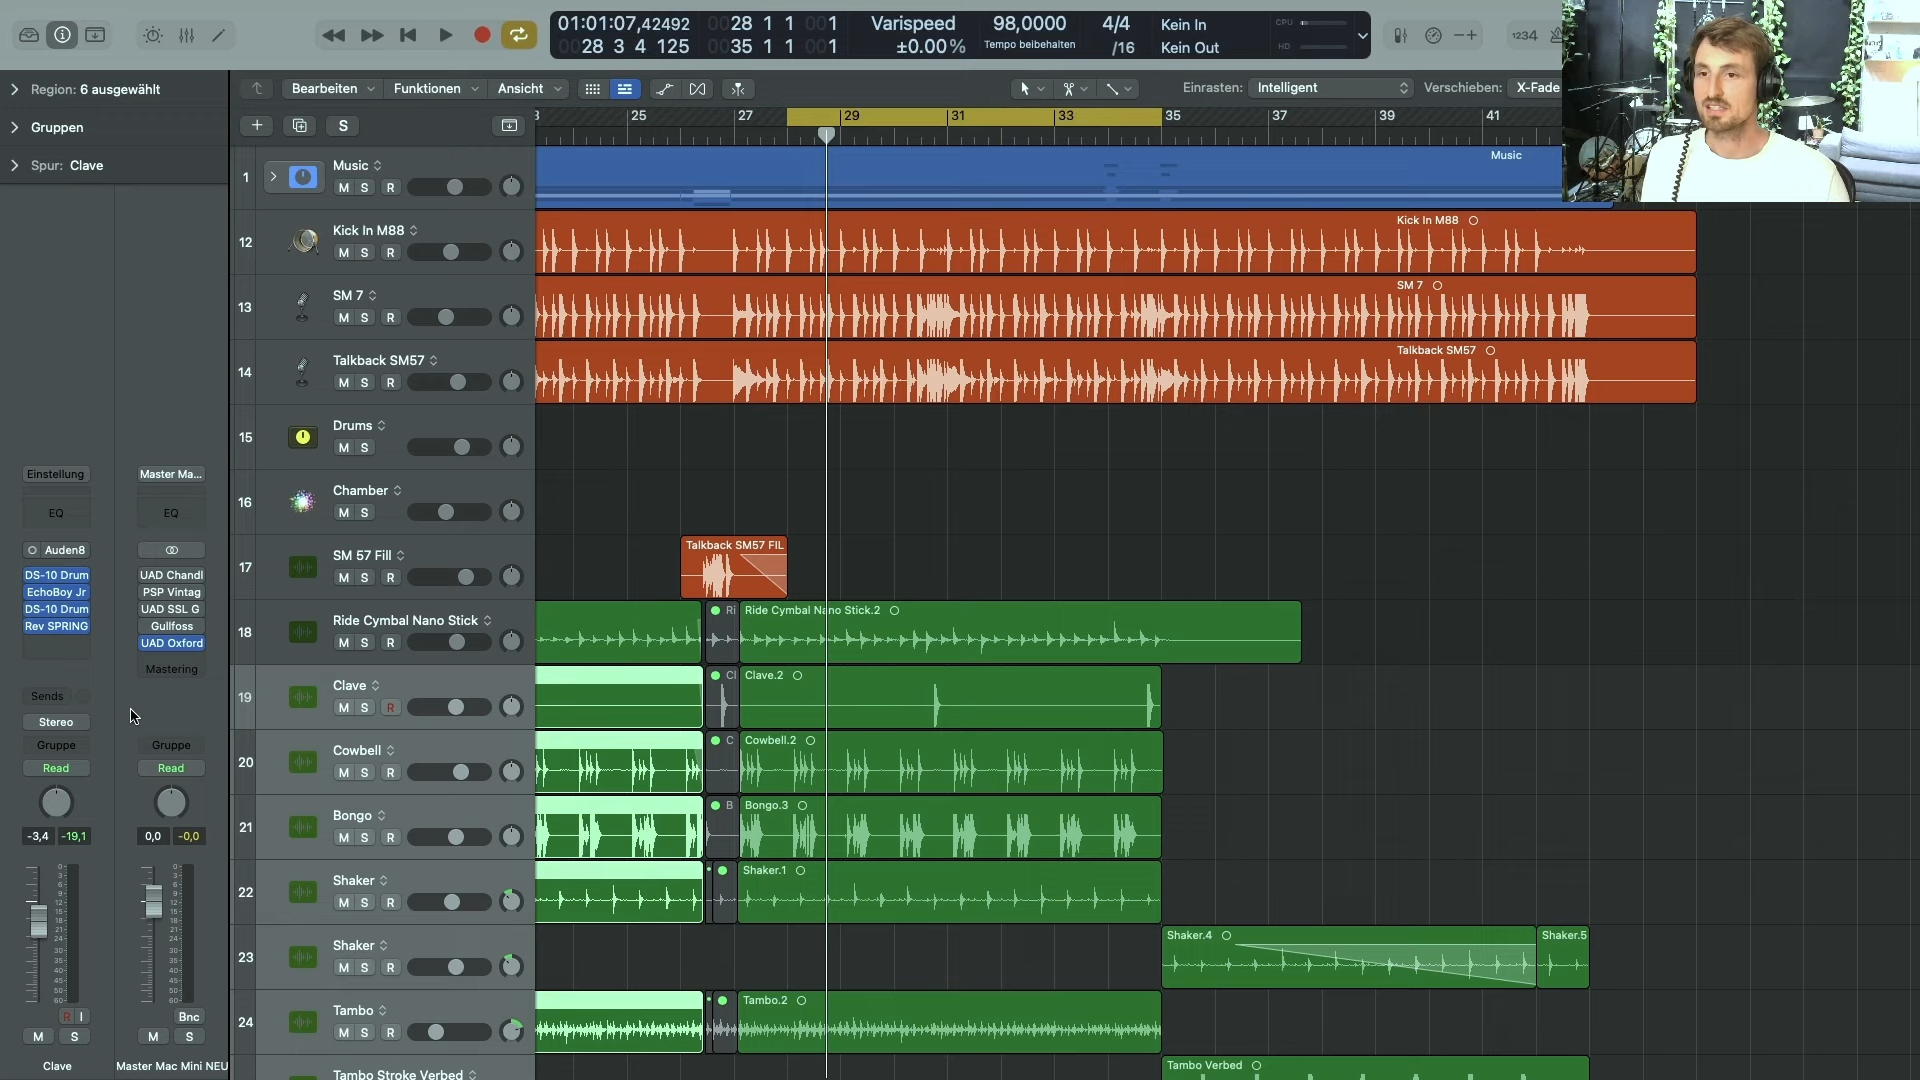 01:01:07,42492
0028 1 1 001
Varispeed
98,0000
4/4
Kein In
CPU
1234
0028 3 4 125
0035 1 1 001
±0.00 %
Tempo beibehalten
/16
Kein Out
HD
Region: 6 ausgewählt
Bearbeiten
Funktionen
Ansicht
Einrasten: Intelligent
Verschieben: X-Fade
Gruppen
S
25
27
29
31
33
35
37
39
41
Spur: Clave
1
Music
M S R
Music
12
Kick In M88
M S R
Kick In M88
13
SM 7
M S R
SM 7
14
Talkback SM57
M S R
Talkback SM57
15
Drums
M S
16
Chamber
M S
17
SM 57 Fill
M S R
Talkback SM57 FIL
18
Ride Cymbal Nano Stick
M S R
Ri
Ride Cymbal Nano Stick.2
19
Clave
M S R
Cl
Clave.2
20
Cowbell
M S R
C
Cowbell.2
21
Bongo
M S R
B
Bongo.3
22
Shaker
M S R
Shaker.1
23
Shaker
M S R
Shaker.4
Shaker.5
24
Tambo
M S R
Tambo.2
Tambo Stroke Verbed
Tambo Verbed
Einstellung
Master Ma...
EQ
EQ
Auden8
DS-10 Drum
UAD Chandl
EchoBoy Jr
PSP Vintag
DS-10 Drum
UAD SSL G
Rev SPRING
Gullfoss
UAD Oxford
Mastering
Sends
Stereo
Gruppe
Gruppe
Read
Read
-3,4
-19,1
0,0
-0,0
R I
Bnc
M S
M S
Clave
Master Mac Mini NEU